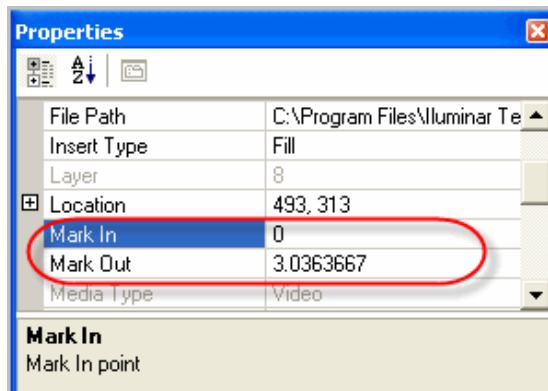 Properties
File Path C:\Program Files\Iluminar Te
Insert Type Fill
Layer 8
Location 493, 313
Mark In 0
Mark Out 3.0363667
Media Type Video
Mark In
Mark In point